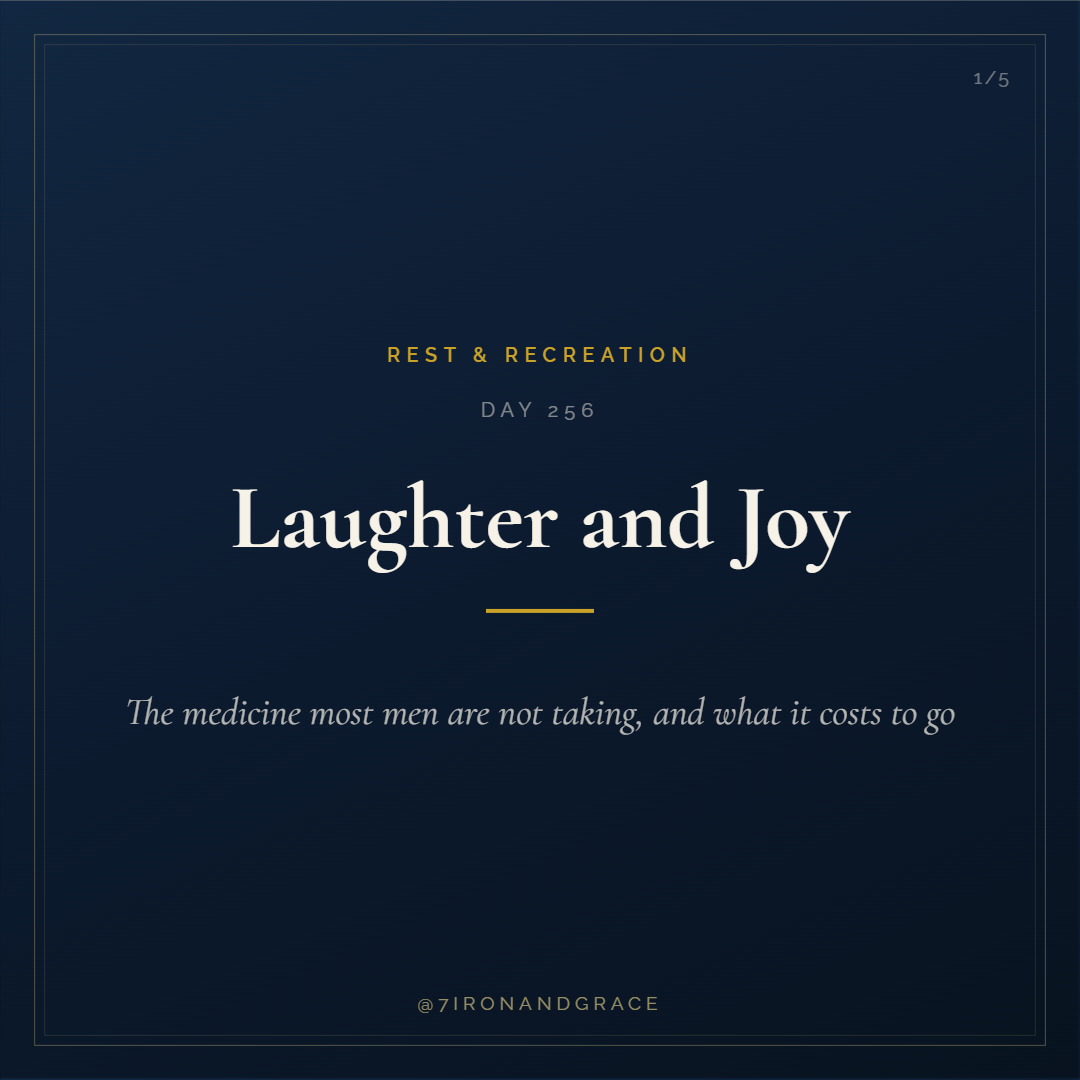 1/5
REST & RECREATION
DAY 256
Laughter and Joy
The medicine most men are not taking, and what it costs to go
@7IRONANDGRACE